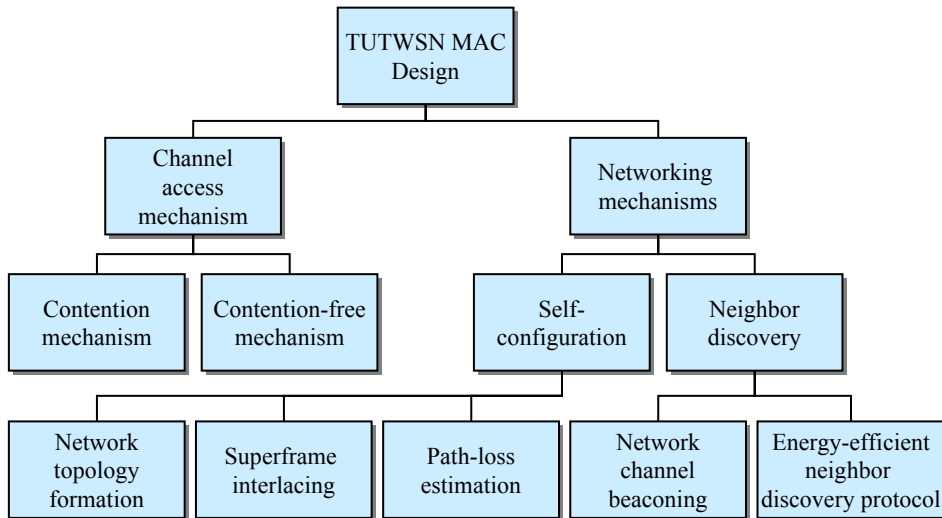 TUTWSN MAC
Design
Channel
access
mechanism
Networking
mechanisms
Contention
mechanism
Contention-free
mechanism
Self-
configuration
Neighbor
discovery
Network
topology
formation
Superframe
interlacing
Path-loss
estimation
Network
channel
beaconing
Energy-efficient
neighbor
discovery protocol